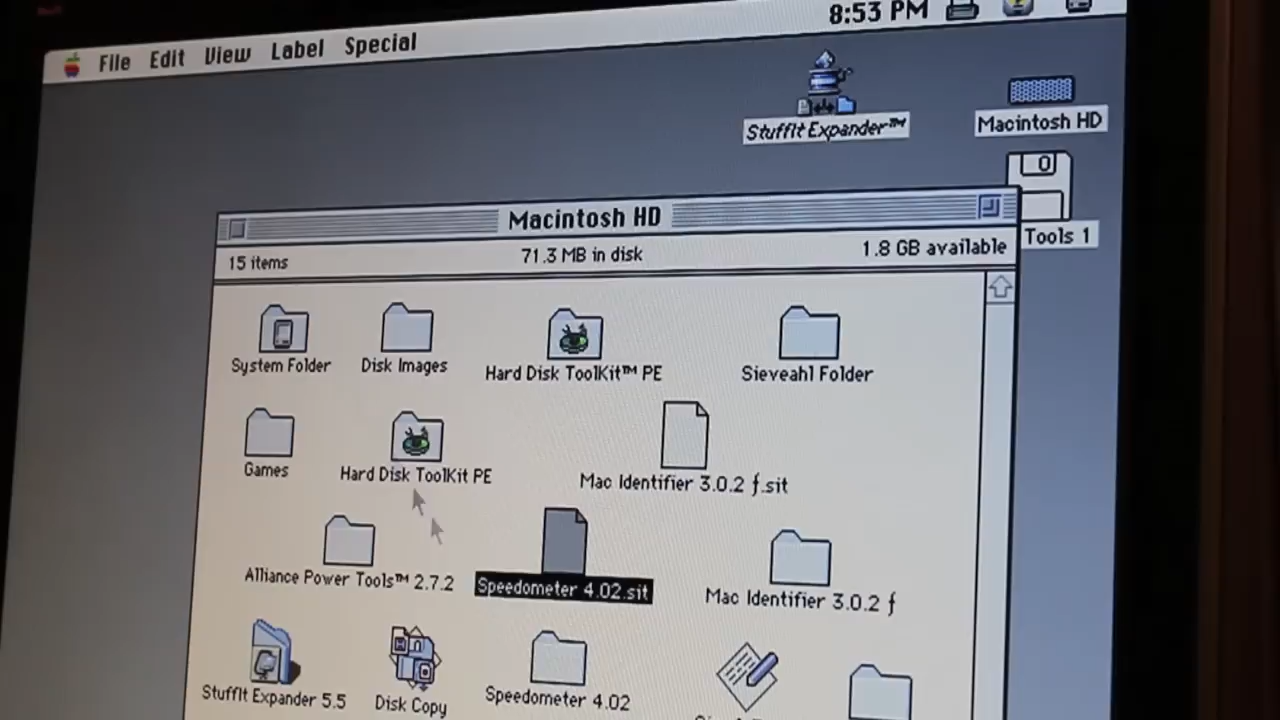 File Edit View Label Special 8:53 PM
StuffIt Expander™
Macintosh HD
Macintosh HD
Tools 1
15 items 71.3 MB in disk 1.8 GB available
System Folder Disk Images Hard Disk ToolKit™ PE Sieveahl Folder
Games Hard Disk ToolKit PE Mac Identifier 3.0.2 ƒ.sit
Alliance Power Tools™ 2.7.2 Speedometer 4.02.sit Mac Identifier 3.0.2 ƒ
StuffIt Expander 5.5 Disk Copy Speedometer 4.02